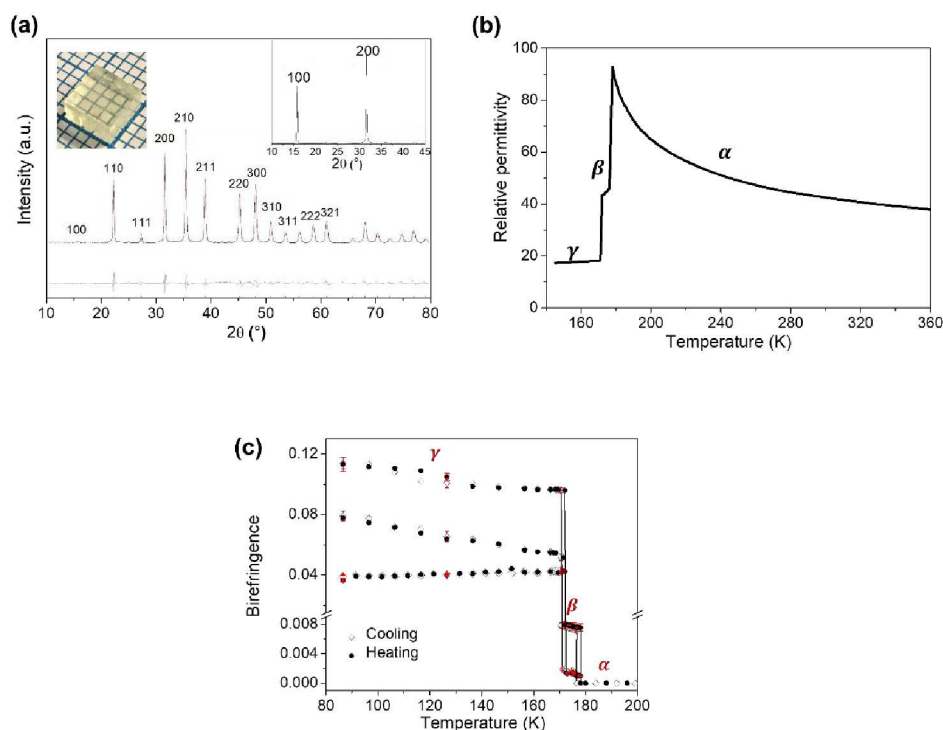 (a)
Intensity (a.u.)
100
110
111
200
210
211
220
300
310
311
222
321
10 20 30 40 50 60 70 80
2θ (°)
100
200
10 15 20 25 30 35 40 45
2θ (°)
(b)
Relative permittivity
100
80
60
40
20
0
γ
β
α
160 200 240 280 320 360
Temperature (K)
(c)
Birefringence
0.12
0.08
0.04
0.008
0.004
0.000
γ
β
α
Cooling
Heating
80 100 120 140 160 180 200
Temperature (K)